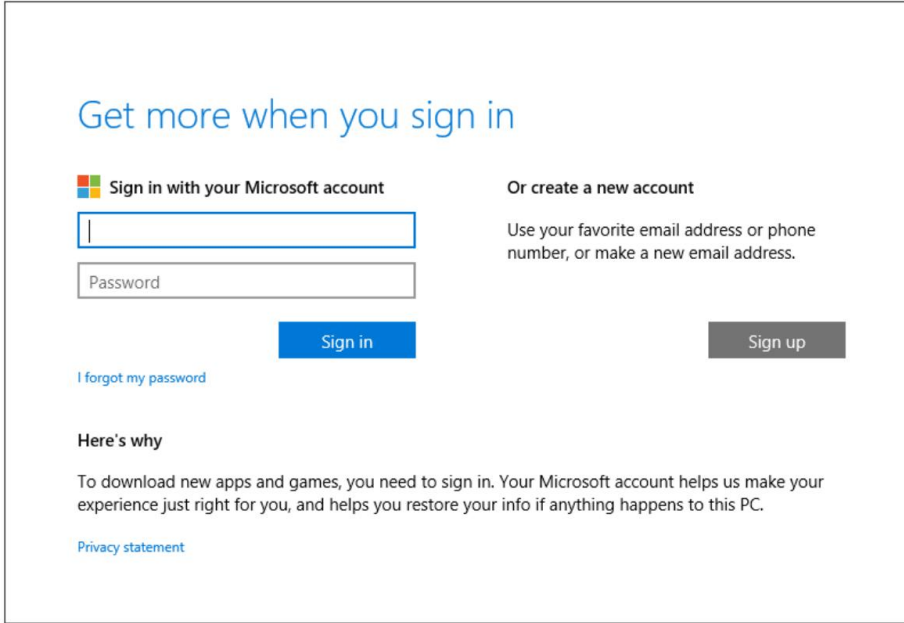 Get more when you sign in
Sign in with your Microsoft account
Password
Sign in
I forgot my password
Or create a new account
Use your favorite email address or phone
number, or make a new email address.
Sign up
Here's why
To download new apps and games, you need to sign in. Your Microsoft account helps us make your
experience just right for you, and helps you restore your info if anything happens to this PC.
Privacy statement